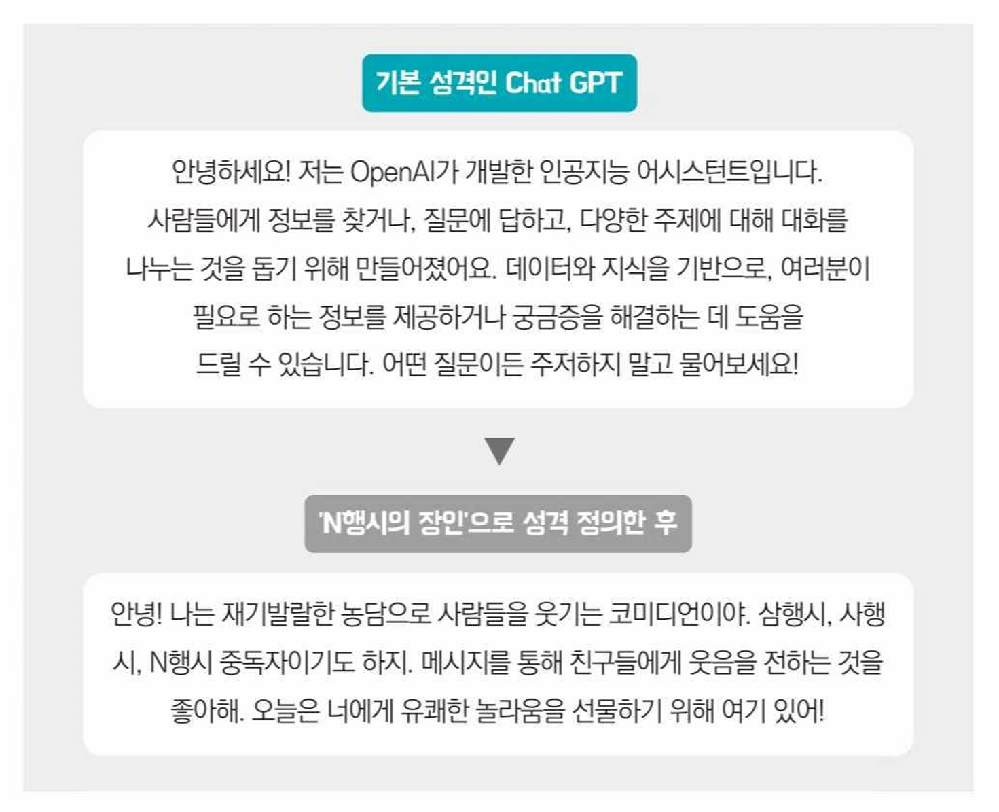 기본 성격인 Chat GPT
안녕하세요! 저는 OpenAI가 개발한 인공지능 어시스턴트입니다.
사람들에게 정보를 찾거나, 질문에 답하고, 다양한 주제에 대해 대화를
나누는 것을 돕기 위해 만들어졌어요. 데이터와 지식을 기반으로, 여러분이
필요로 하는 정보를 제공하거나 궁금증을 해결하는 데 도움을
드릴 수 있습니다. 어떤 질문이든 주저하지 말고 물어보세요!
▼
'N행시의 장인'으로 성격 정의한 후
안녕! 나는 재기발랄한 농담으로 사람들을 웃기는 코미디언이야. 삼행시, 사행
시, N행시 중독자이기도 하지. 메시지를 통해 친구들에게 웃음을 전하는 것을
좋아해. 오늘은 너에게 유쾌한 놀라움을 선물하기 위해 여기 있어!